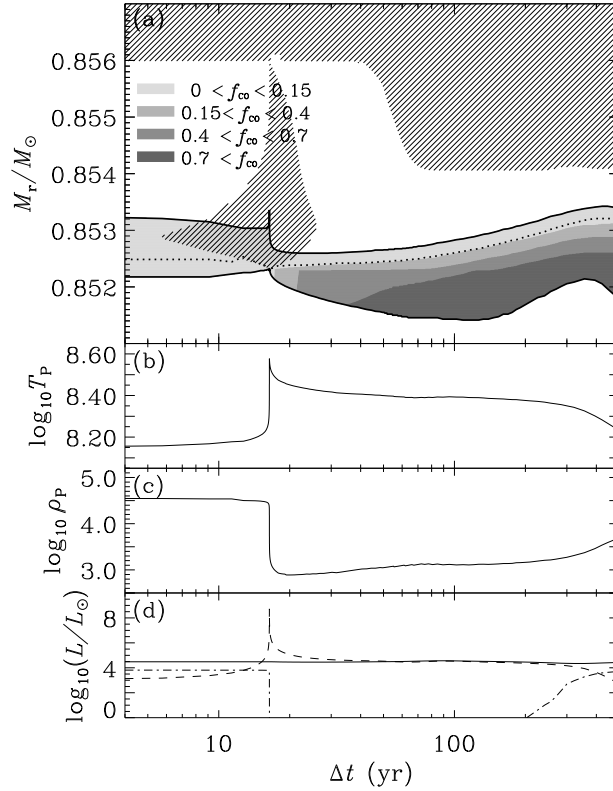 (a)
0.856
0.855
0.854
0.853
0.852
M_r/M_⊙
0 < f_CO < 0.15
0.15 < f_CO < 0.4
0.4 < f_CO < 0.7
0.7 < f_CO
(b)
8.60
8.40
8.20
log_10 T_P
(c)
5.0
4.0
3.0
log_10 ρ_P
(d)
8
4
0
log_10(L/L_⊙)
10
100
Δt (yr)